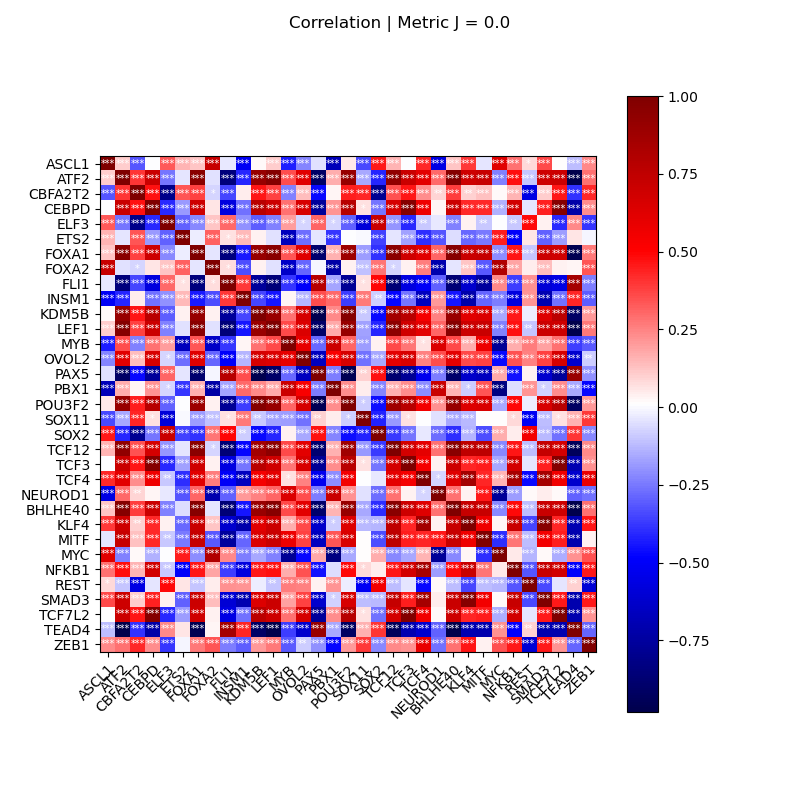 Correlation | Metric J = 0.0
ASCL1
ATF2
CBFA2T2
CEBPD
ELF3
ETS2
FOXA1
FOXA2
FLI1
INSM1
KDM5B
LEF1
MYB
OVOL2
PAX5
PBX1
POU3F2
SOX11
SOX2
TCF12
TCF3
TCF4
NEUROD1
BHLHE40
KLF4
MITF
MYC
NFKB1
REST
SMAD3
TCF7L2
TEAD4
ZEB1
ASCL1
ATF2
CBFA2T2
CEBPD
ELF3
ETS2
FOXA1
FOXA2
FLI1
INSM1
KDM5B
LEF1
MYB
OVOL2
PAX5
PBX1
POU3F2
SOX11
SOX2
TCF12
TCF3
TCF4
NEUROD1
BHLHE40
KLF4
MITF
MYC
NFKB1
REST
SMAD3
TCF7L2
TEAD4
ZEB1
1.00
0.75
0.50
0.25
0.00
−0.25
−0.50
−0.75